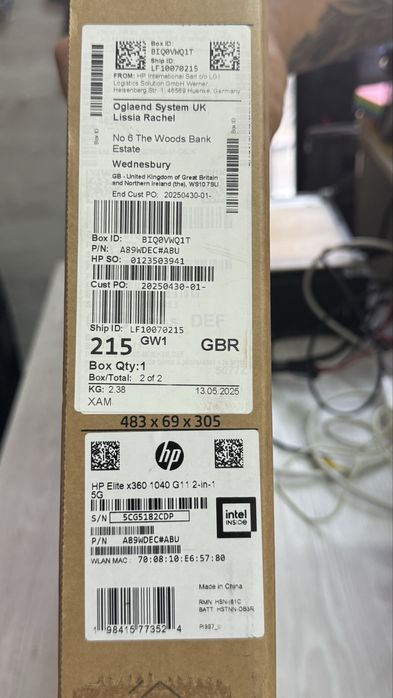 Box ID:
BIQ0VWQ1T
Ship ID:
LF10070215
FROM: HP International Sarl c/o LGI
Logistics Solution GmbH Werner
Heisenberg Str. 1, 46569 Huenxe, Germany
Oglaend System UK
Lissia Rachel
No.6 The Woods Bank
Estate
Wednesbury
GB - United Kingdom of Great Britain
and Northern Ireland (the), WS10 7SU
End Cust PO: 20250430-01-
Box ID
Box ID
Box ID: BIQ0VWQ1T
P/N: A89WDEC#ABU
HP SO: 0123503941
Cust PO: 20250430-01-
Ship ID: LF10070215
215 GW1 GBR
Box Qty:1
Box/Total: 2 of 2
KG: 2.38 13.05.2025
XAM
483 x 69 x 305
hp
HP Elite x360 1040 G11 2-in-1
5G
S/N 5CG5182CDP
intel
INSIDE
P/N A89WDEC#ABU
WLAN MAC: 70:08:10:E6:57:80
Made in China
BATT: HSTNN-OB3R
1 98415 77352 4